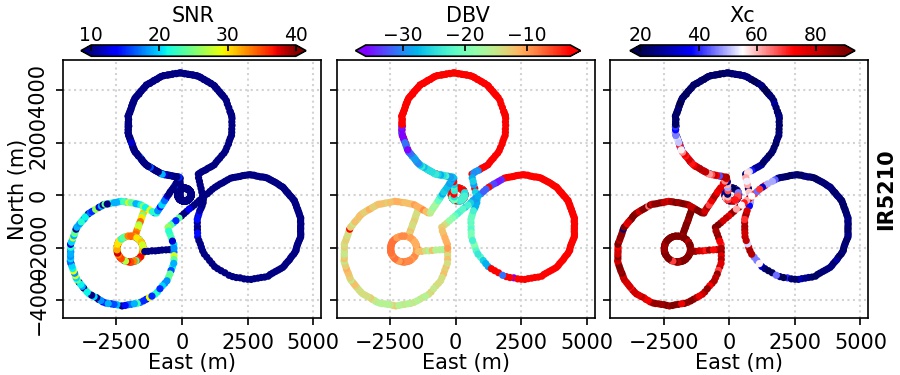 SNR DBV Xc
10 20 30 40 −30 −20 −10 20 40 60 80
North (m)
4000
2000
0
−2000
−4000
IR5210
−2500 0 2500 5000 −2500 0 2500 5000 −2500 0 2500 5000
East (m) East (m) East (m)